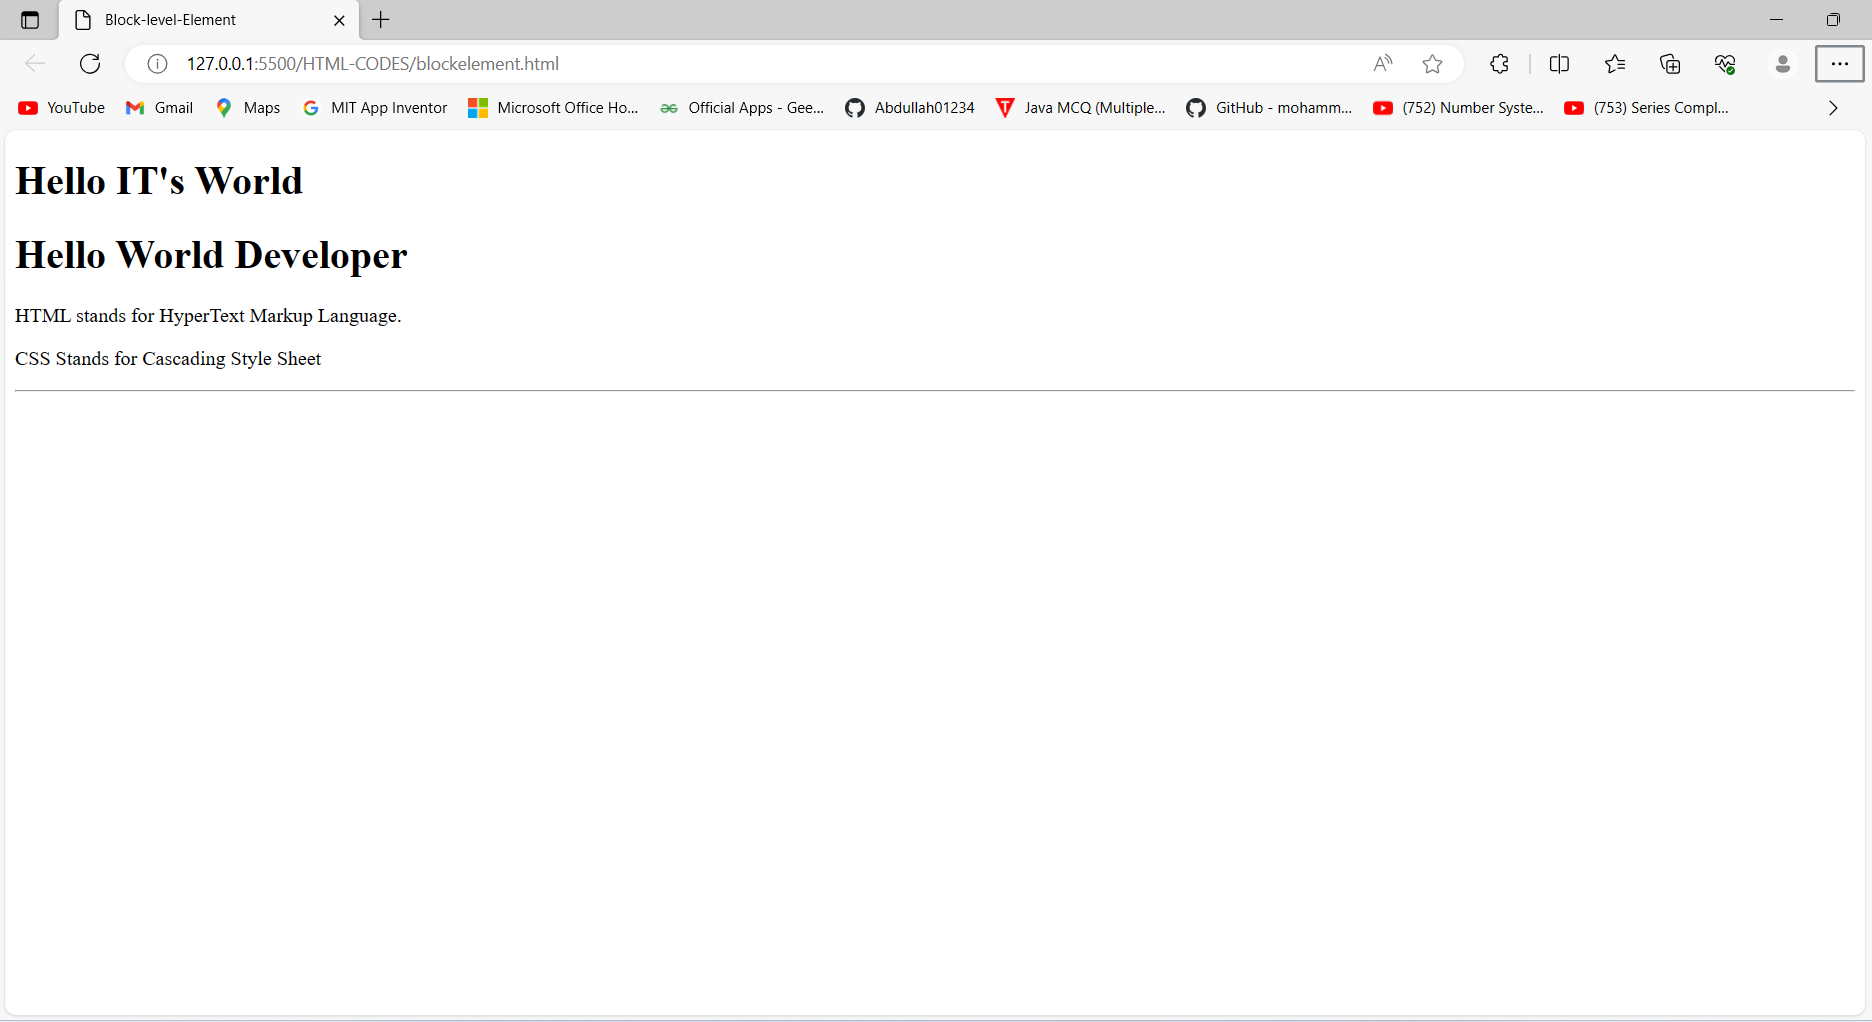 Block-level-Element
127.0.0.1:5500/HTML-CODES/blockelement.html
YouTube Gmail Maps MIT App Inventor Microsoft Office Ho... Official Apps - Gee... Abdullah01234 Java MCQ (Multiple... GitHub - mohamm... (752) Number Syste... (753) Series Compl...
Hello IT's World
Hello World Developer
HTML stands for HyperText Markup Language.
CSS Stands for Cascading Style Sheet